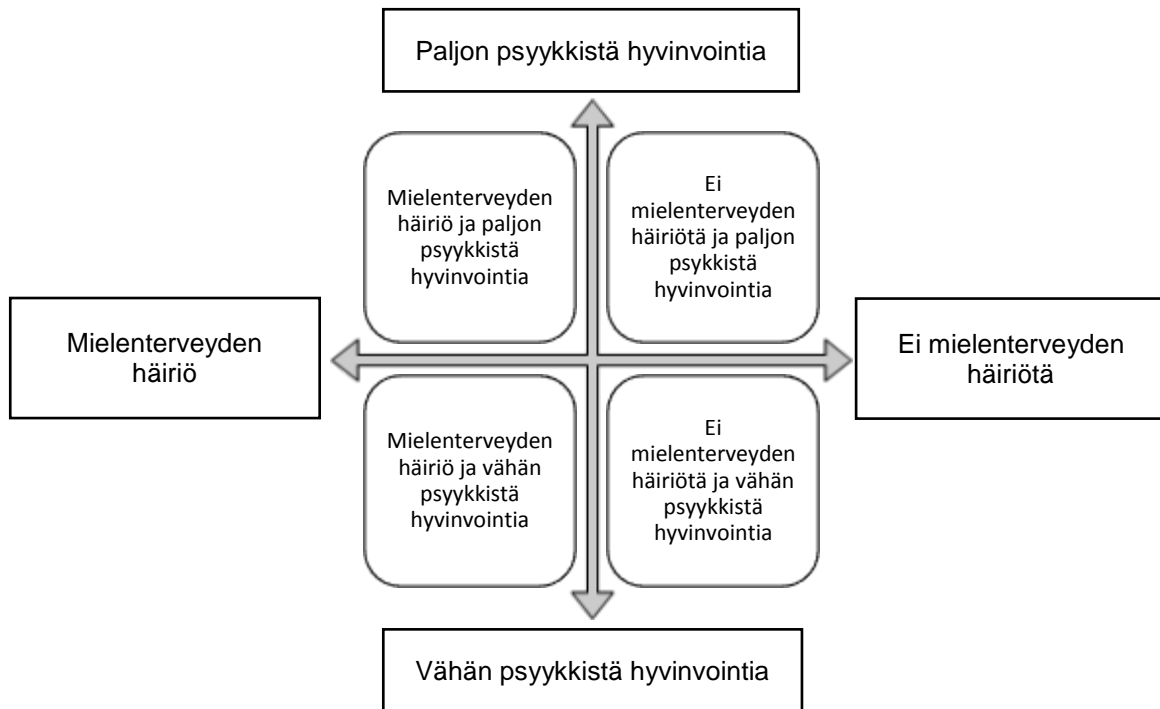 Paljon psyykkistä hyvinvointia
Mielenterveyden
häiriö ja paljon
psyykkistä
hyvinvointia
Ei
mielenterveyden
häiriötä ja paljon
psykkistä
hyvinvointia
Mielenterveyden
häiriö
Ei mielenterveyden
häiriötä
Mielenterveyden
häiriö ja vähän
psyykkistä
hyvinvointia
Ei
mielenterveyden
häiriötä ja vähän
psyykkistä
hyvinvointia
Vähän psyykkistä hyvinvointia